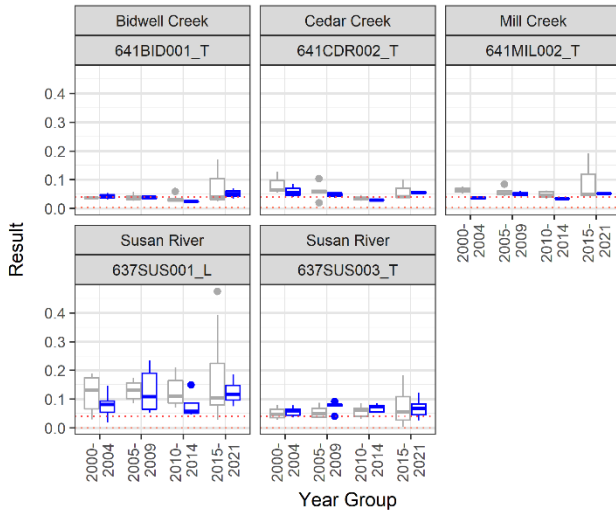 Bidwell Creek
Cedar Creek
Mill Creek
641BID001_T
641CDR002_T
641MIL002_T
0.4
0.3
0.2
0.1
0.0
2000-
2004
2005-
2009
2010-
2014
2015-
2021
Result
Susan River
Susan River
637SUS001_L
637SUS003_T
0.4
0.3
0.2
0.1
0.0
2000-
2004
2005-
2009
2010-
2014
2015-
2021
2000-
2004
2005-
2009
2010-
2014
2015-
2021
Year Group